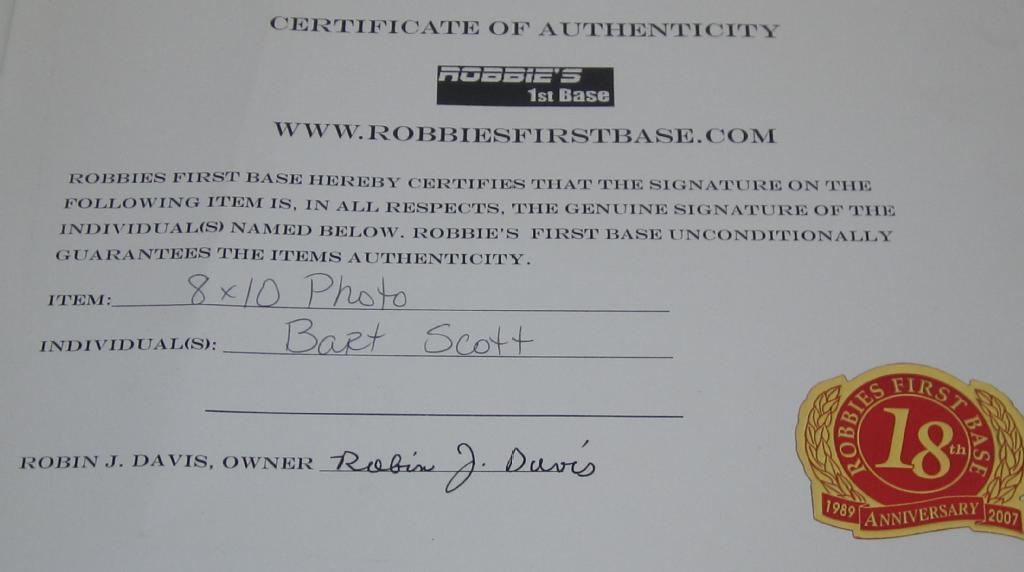 CERTIFICATE OF AUTHENTICITY
ROBBIE'S
1st Base
WWW.ROBBIESFIRSTBASE.COM
ROBBIES FIRST BASE HEREBY CERTIFIES THAT THE SIGNATURE ON THE
FOLLOWING ITEM IS, IN ALL RESPECTS, THE GENUINE SIGNATURE OF THE
INDIVIDUAL(S) NAMED BELOW. ROBBIE'S FIRST BASE UNCONDITIONALLY
GUARANTEES THE ITEMS AUTHENTICITY.
ITEM: 8x10 Photo
INDIVIDUAL(S): Bart Scott
ROBIN J. DAVIS, OWNER Robin J. Davis
ROBBIES FIRST BASE
18th
1989 ANNIVERSARY 2007